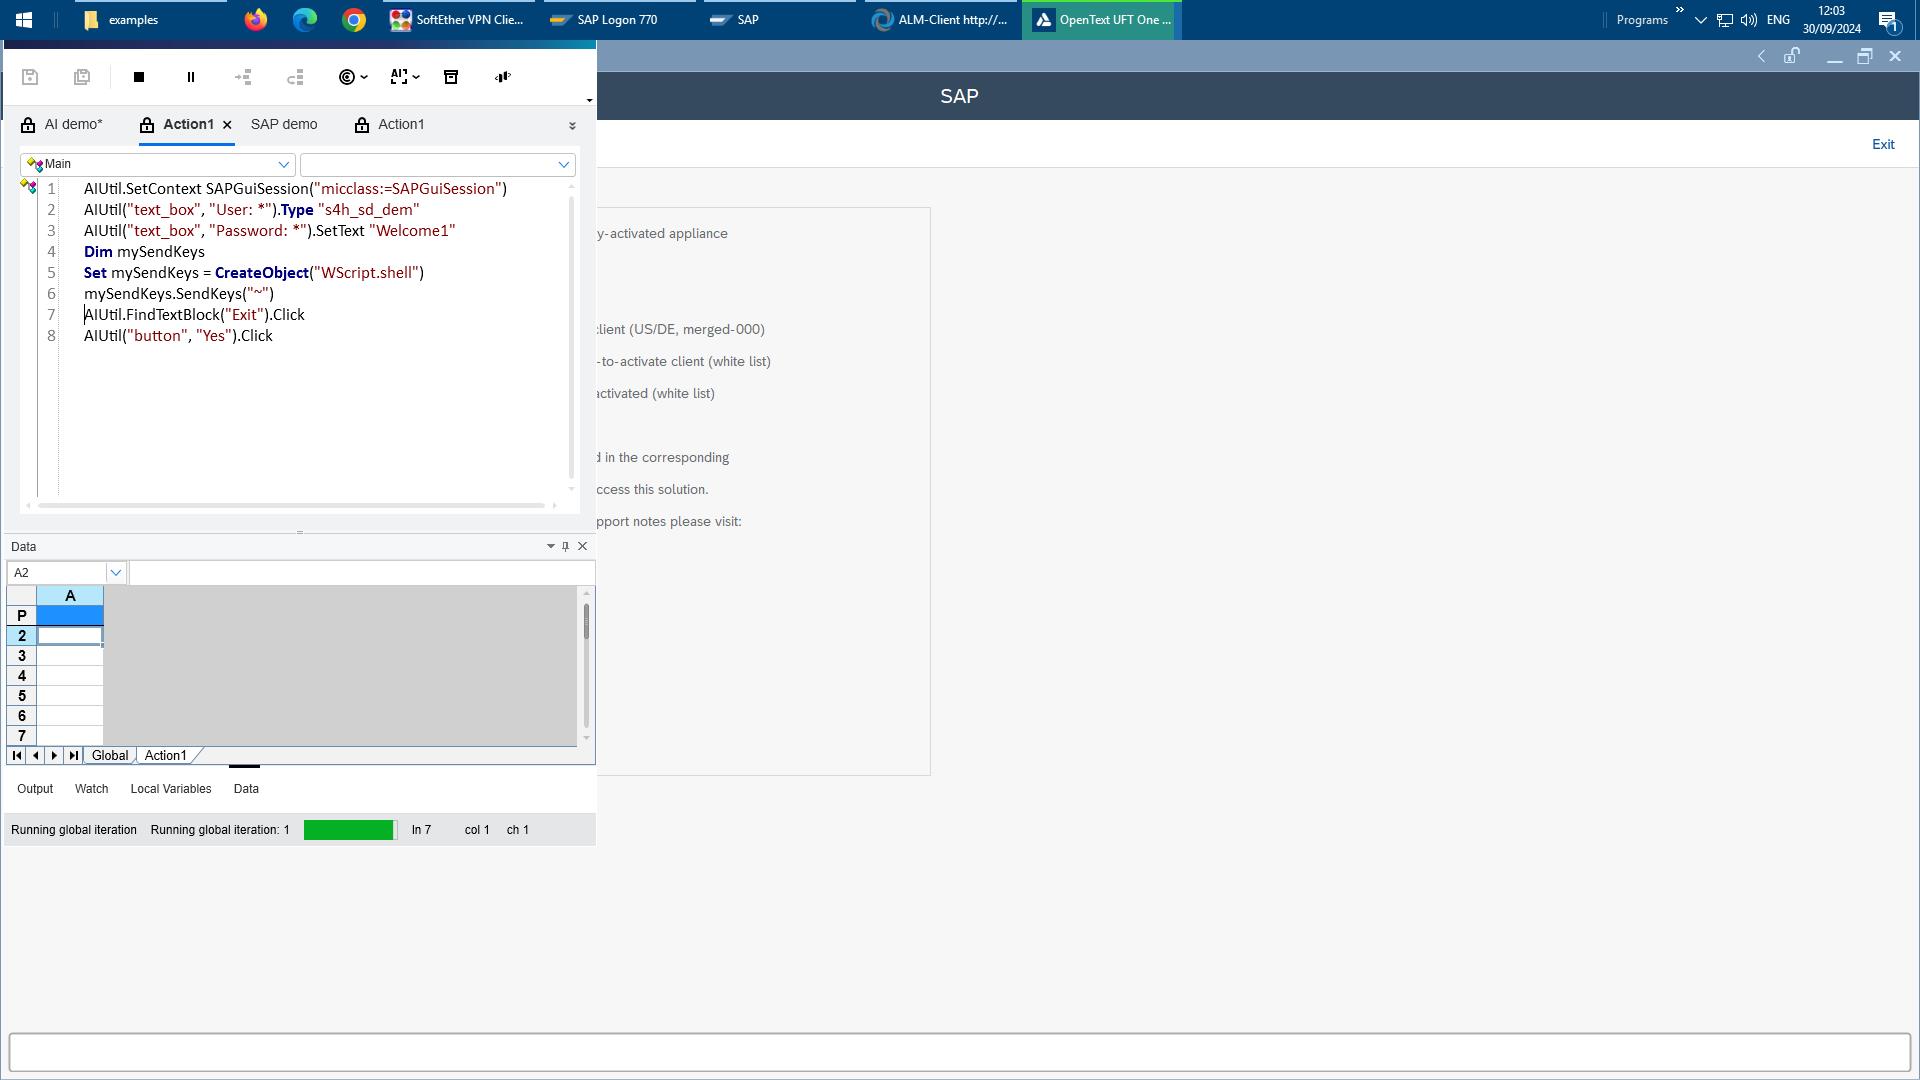 examples
SoftEther VPN Clie...
SAP Logon 770
SAP
ALM-Client http://...
OpenText UFT One ...
Programs
ENG
12:03
30/09/2024
1
SAP
Exit
AI demo*
Action1
SAP demo
Action1
Main
1 AIUtil.SetContext SAPGuiSession("micclass:=SAPGuiSession")
2 AIUtil("text_box", "User: *").Type "s4h_sd_dem"
3 AIUtil("text_box", "Password: *").SetText "Welcome1"
4 Dim mySendKeys
5 Set mySendKeys = CreateObject("WScript.shell")
6 mySendKeys.SendKeys("~")
7 AIUtil.FindTextBlock("Exit").Click
8 AIUtil("button", "Yes").Click
y-activated appliance
client (US/DE, merged-000)
-to-activate client (white list)
activated (white list)
d in the corresponding
ccess this solution.
pport notes please visit:
Data
A2
A
P
2
3
4
5
6
7
Global
Action1
Output
Watch
Local Variables
Data
Running global iteration
Running global iteration: 1
ln 7
col 1
ch 1